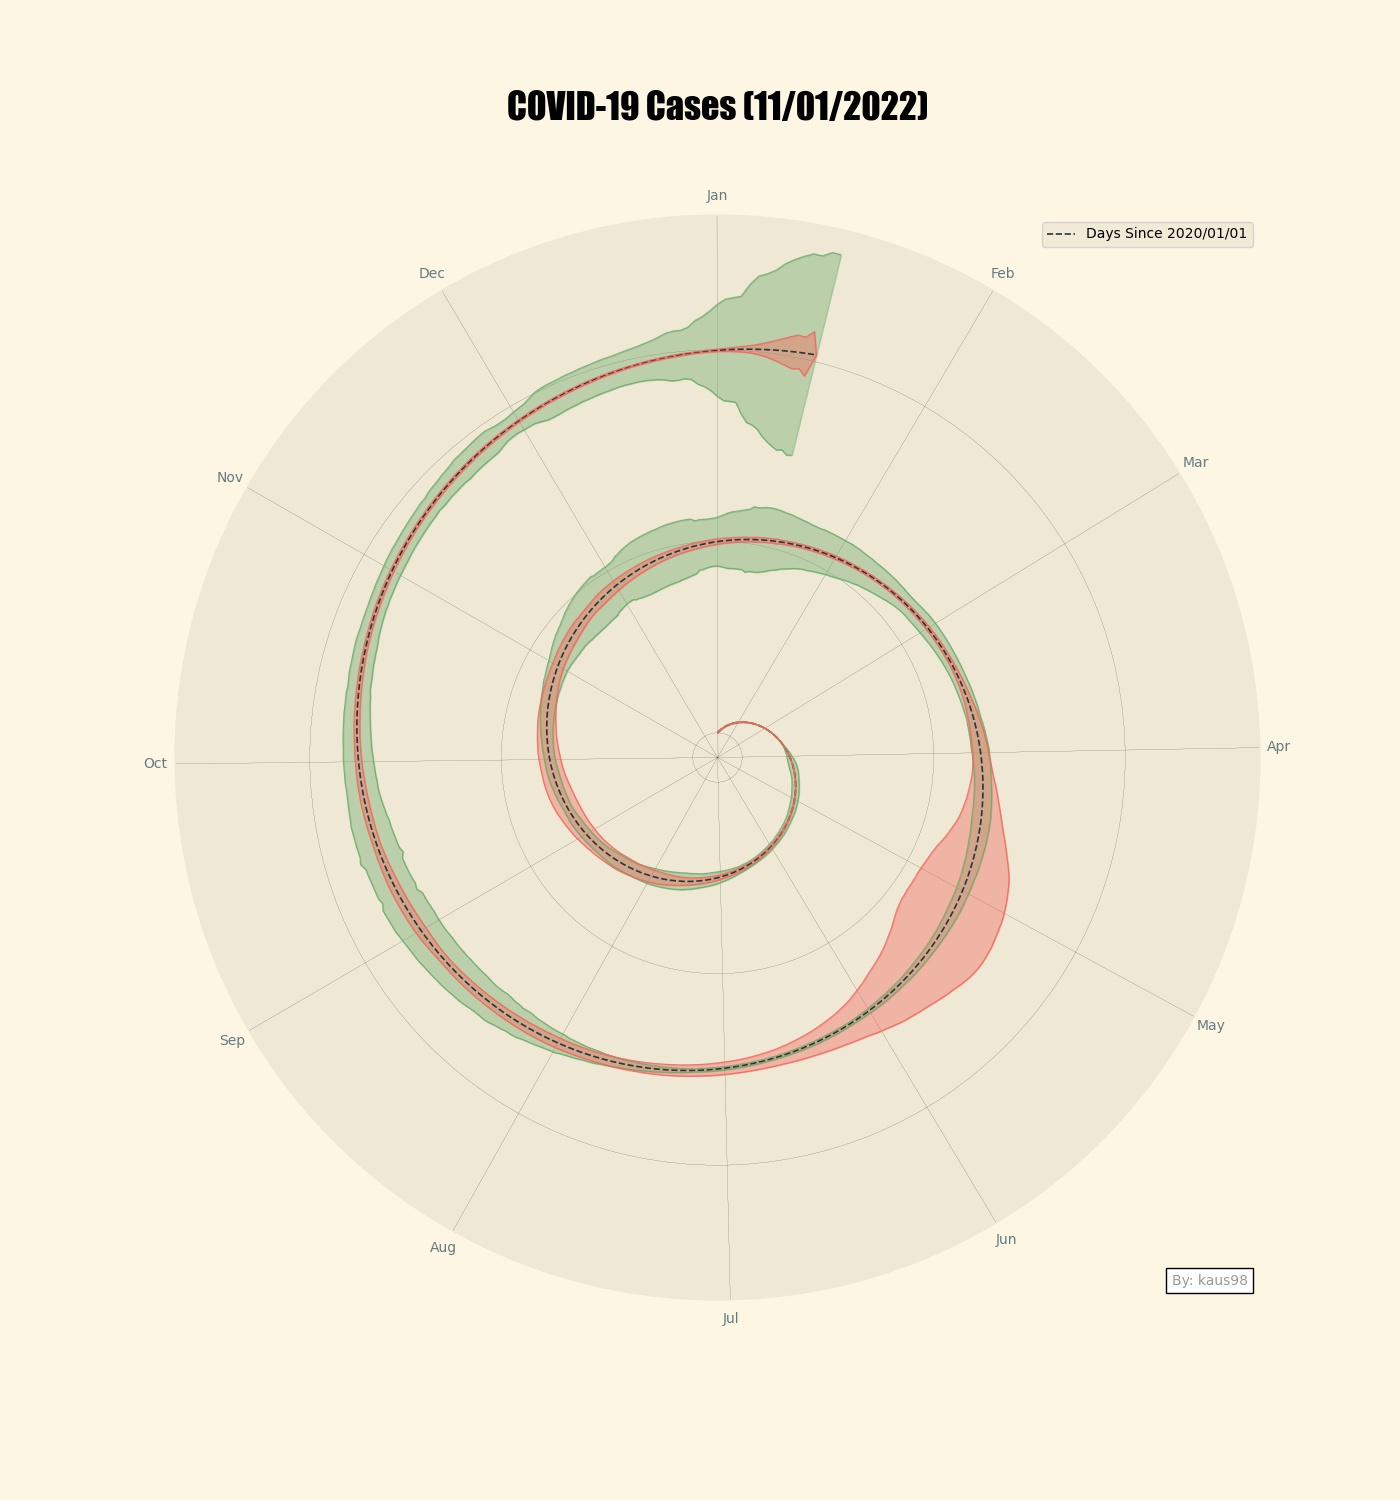 COVID-19 Cases (11/01/2022)
Jan
Days Since 2020/01/01
Dec
Feb
Mar
Nov
Apr
Oct
May
Sep
Jun
Aug
By: kaus98
Jul